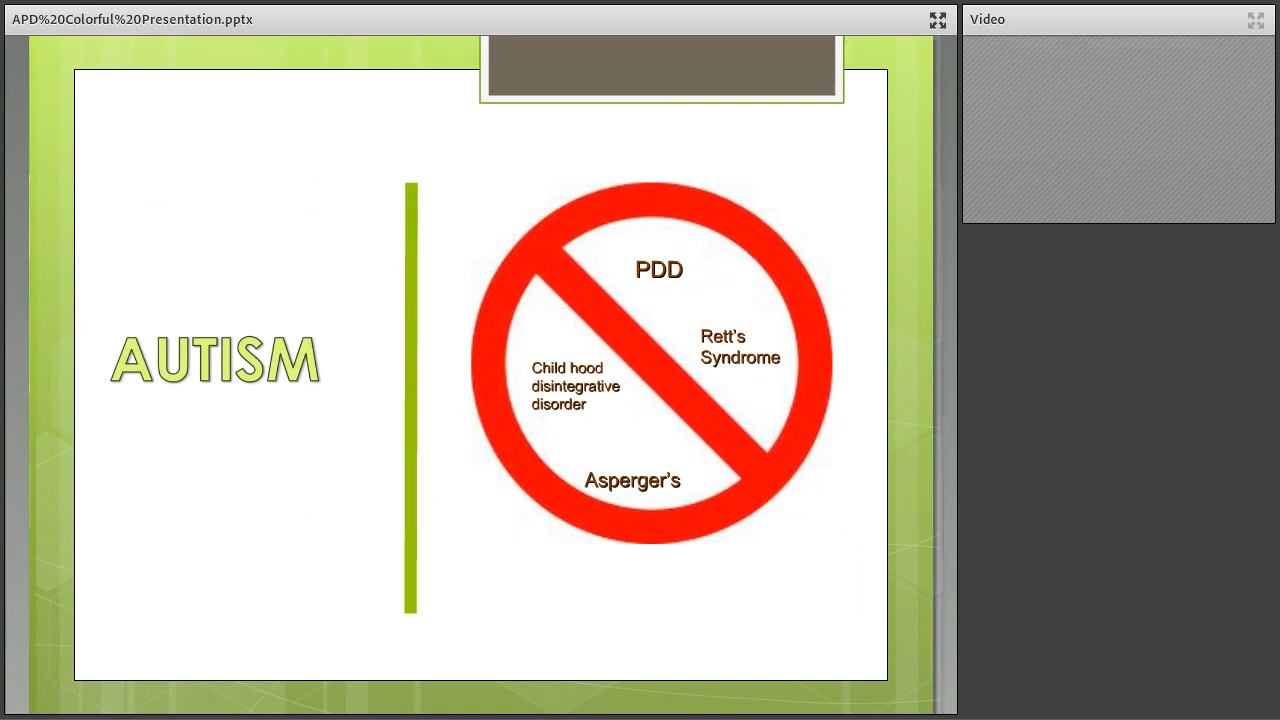 APD%20Colorful%20Presentation.pptx
Video
AUTISM
PDD
Rett's
Syndrome
Child hood
disintegrative
disorder
Asperger's